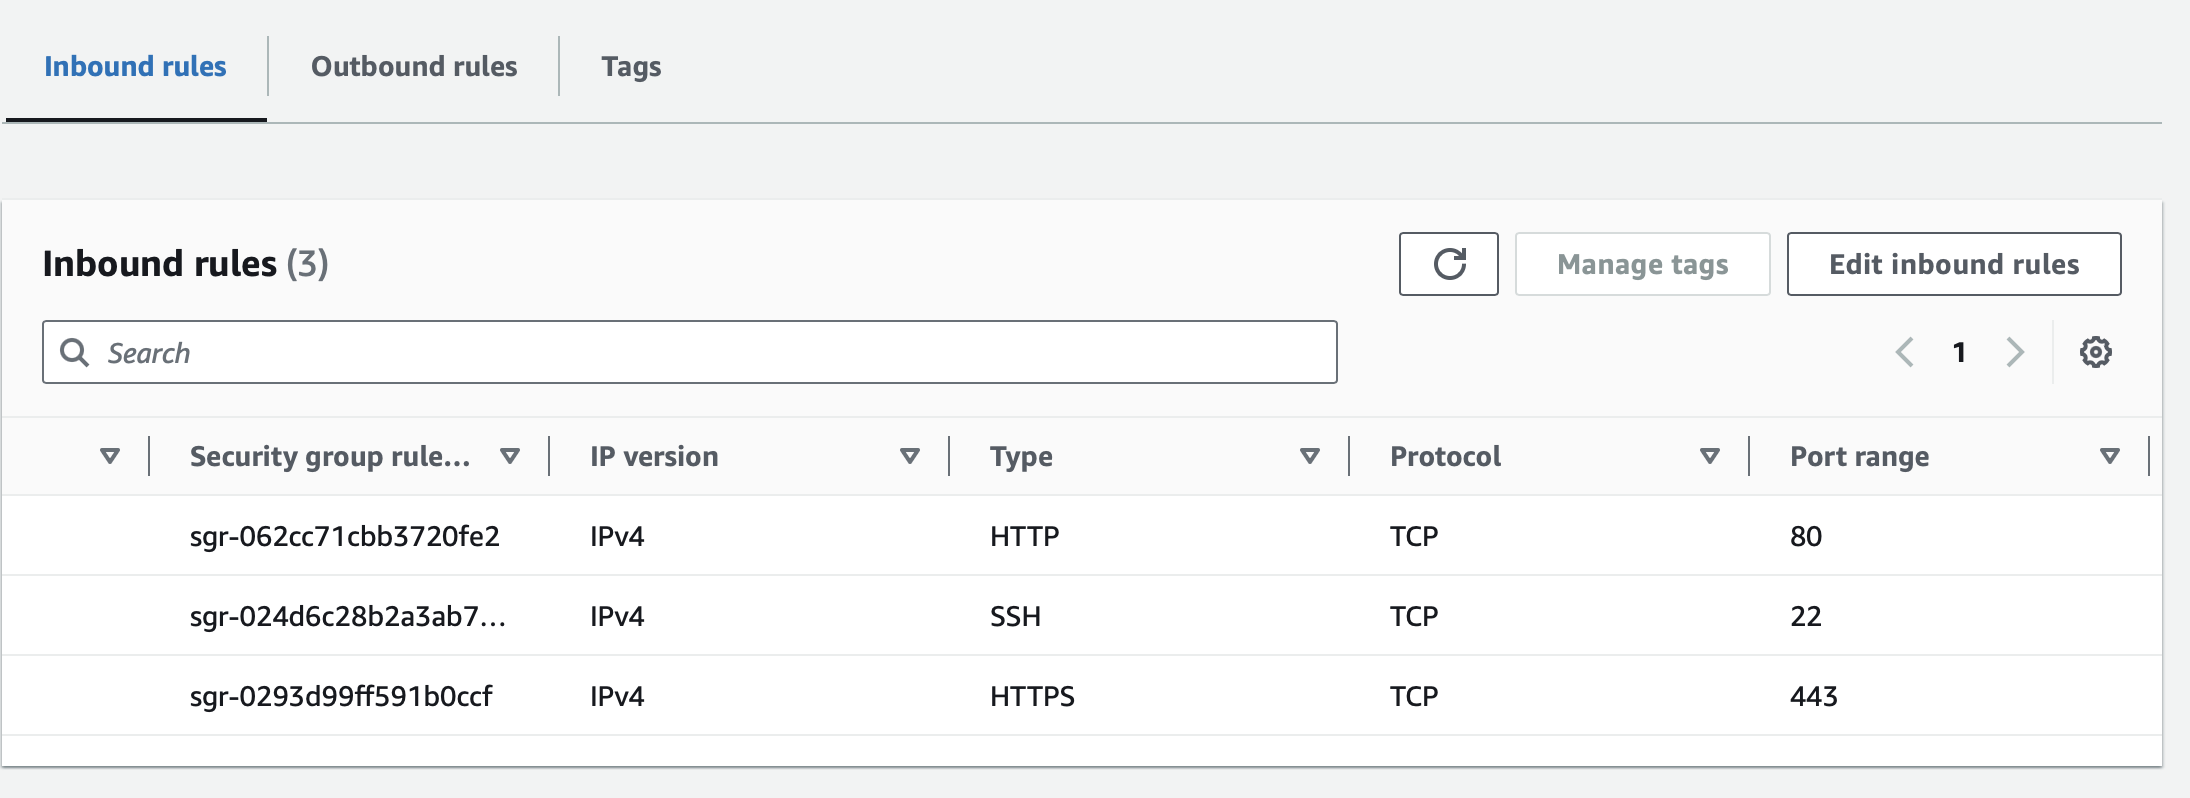 Inbound rules Outbound rules Tags
Inbound rules (3) Manage tags Edit inbound rules
Search 1
Security group rule... IP version Type Protocol Port range
sgr-062cc71cbb3720fe2 IPv4 HTTP TCP 80
sgr-024d6c28b2a3ab7... IPv4 SSH TCP 22
sgr-0293d99ff591b0ccf IPv4 HTTPS TCP 443